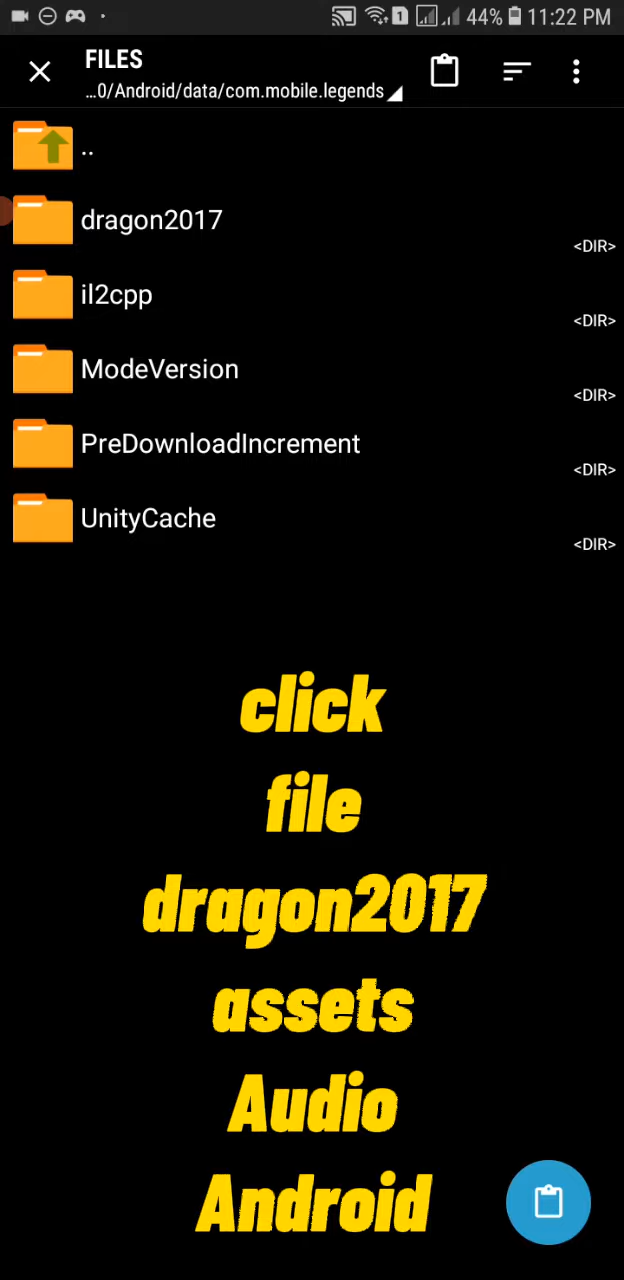 1 44% 11:22 PM
FILES
...0/Android/data/com.mobile.legends
..
dragon2017
<DIR>
il2cpp
<DIR>
ModeVersion
<DIR>
PreDownloadIncrement
<DIR>
UnityCache
<DIR>
click
file
dragon2017
assets
Audio
Android